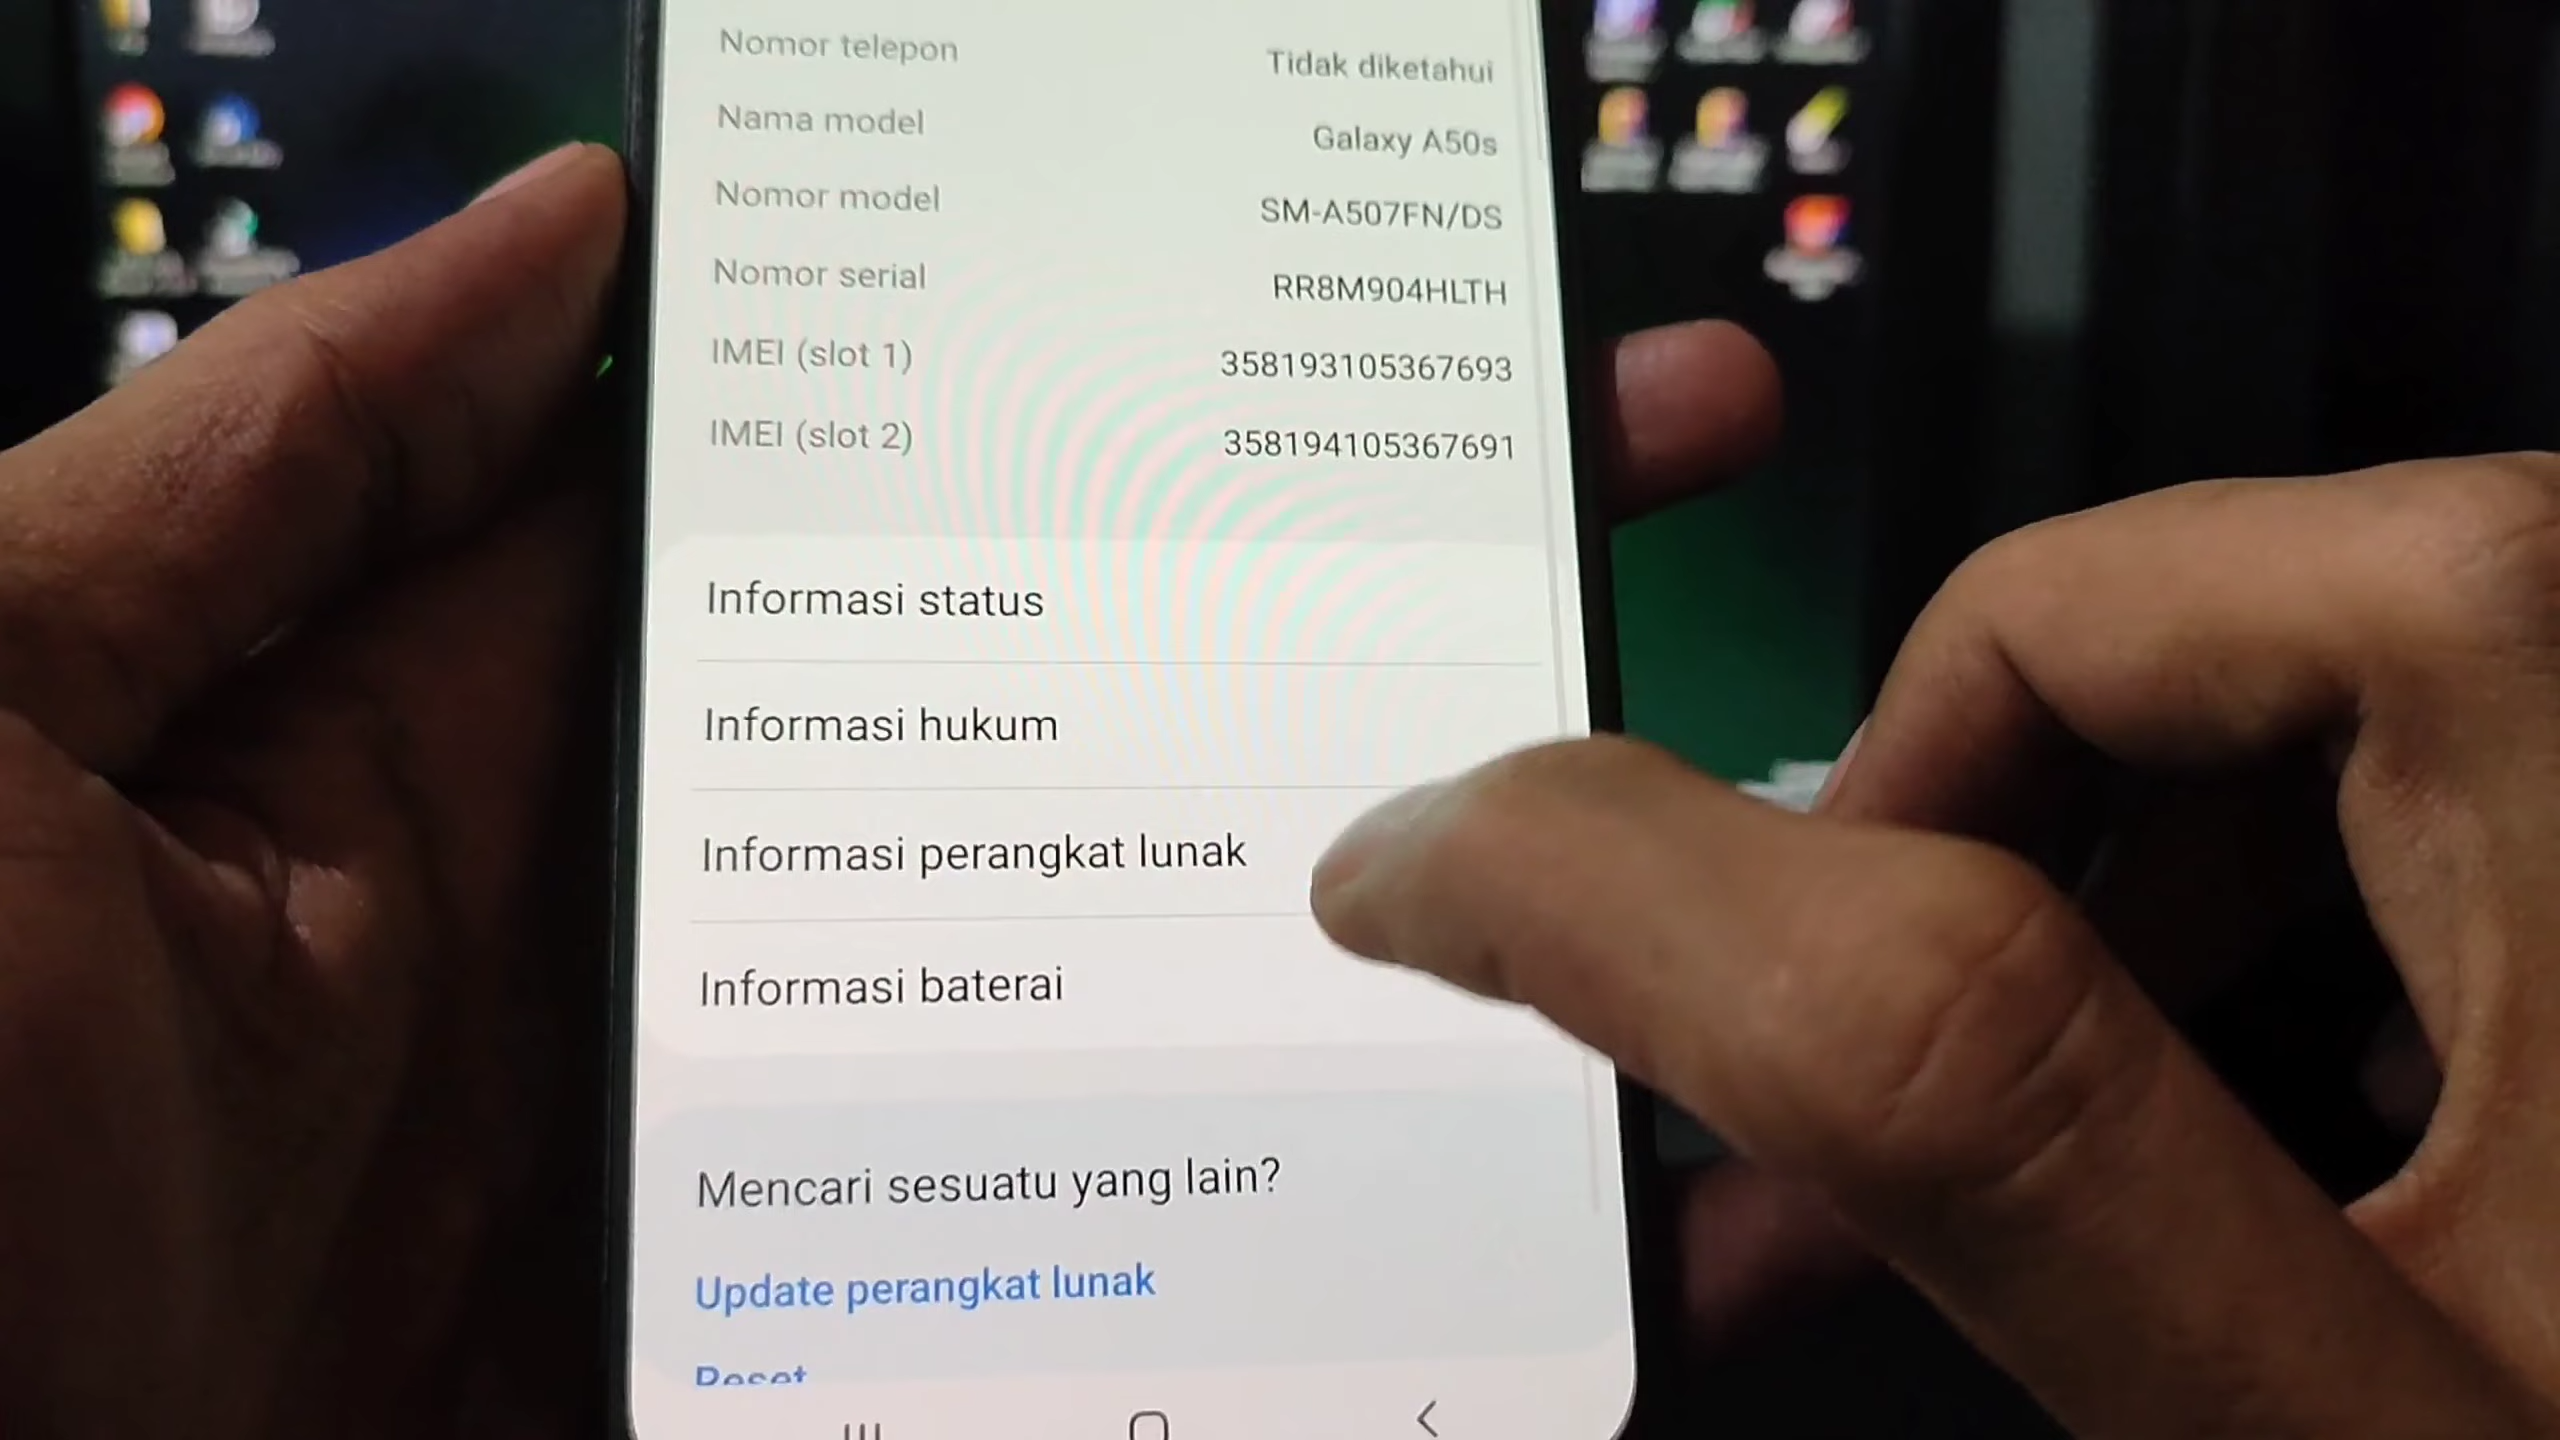 Nomor telepon Tidak diketahui
Nama model Galaxy A50s
Nomor model SM-A507FN/DS
Nomor serial RR8M904HLTH
IMEI (slot 1) 358193105367693
IMEI (slot 2) 358194105367691
Informasi status
Informasi hukum
Informasi perangkat lunak
Informasi baterai
Mencari sesuatu yang lain?
Update perangkat lunak
Reset